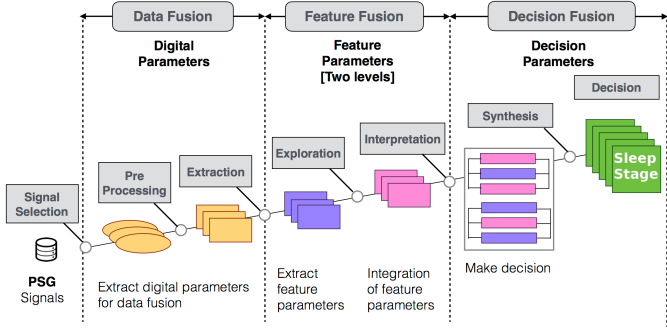 Data Fusion
Feature Fusion
Decision Fusion
Digital
Parameters
Feature
Parameters
[Two levels]
Decision
Parameters
Decision
Synthesis
Interpretation
Exploration
Extraction
Pre
Processing
Signal
Selection
Sleep
Stage
PSG
Signals
Extract digital parameters
for data fusion
Extract
feature
parameters
Integration
of feature
parameters
Make decision